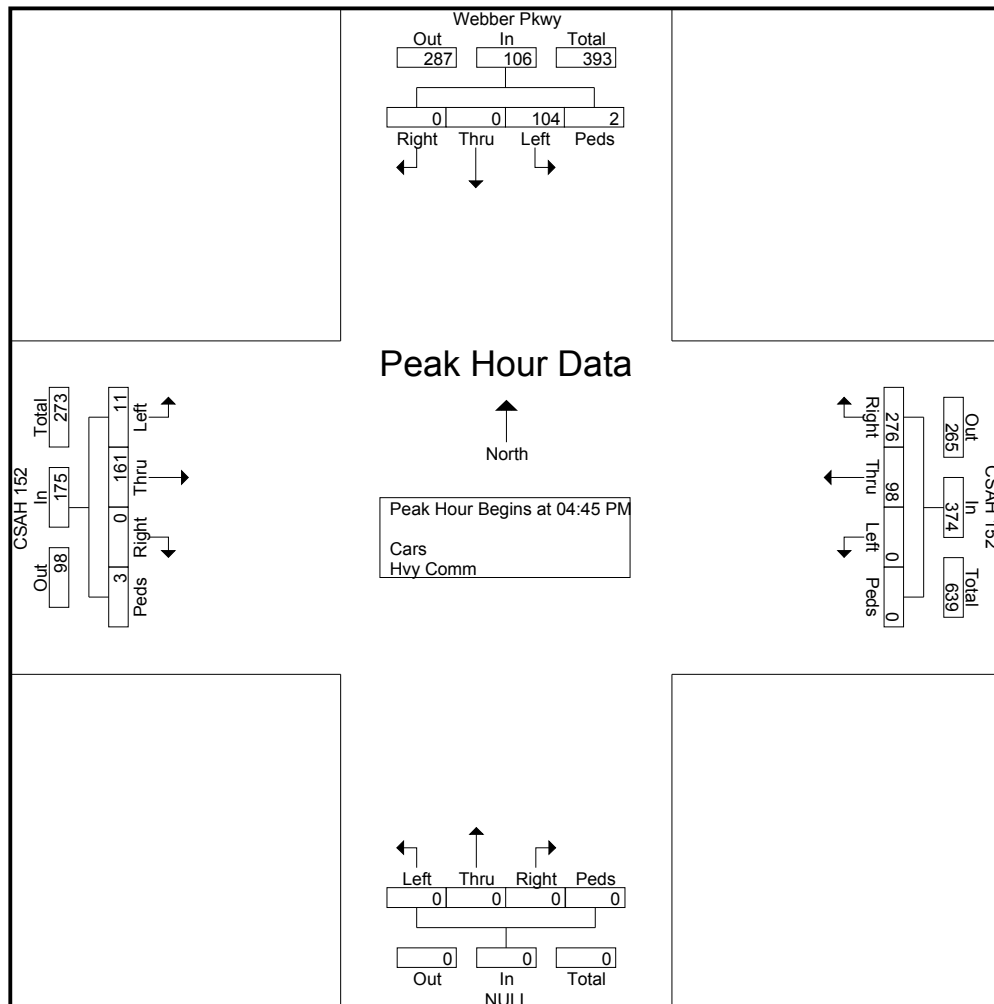 Webber Pkwy
Out In Total
287 106 393
0 0 104 2
Right Thru Left Peds
Peak Hour Data
North
Peak Hour Begins at 04:45 PM
Cars
Hvy Comm
CSAH 152
Out In Total
98 175 273
11 161 0 3
Left Thru Right Peds
CSAH 152
Out In Total
265 374 639
276 98 0 0
Right Thru Left Peds
Left Thru Right Peds
0 0 0 0
0 0 0
Out In Total
NULL